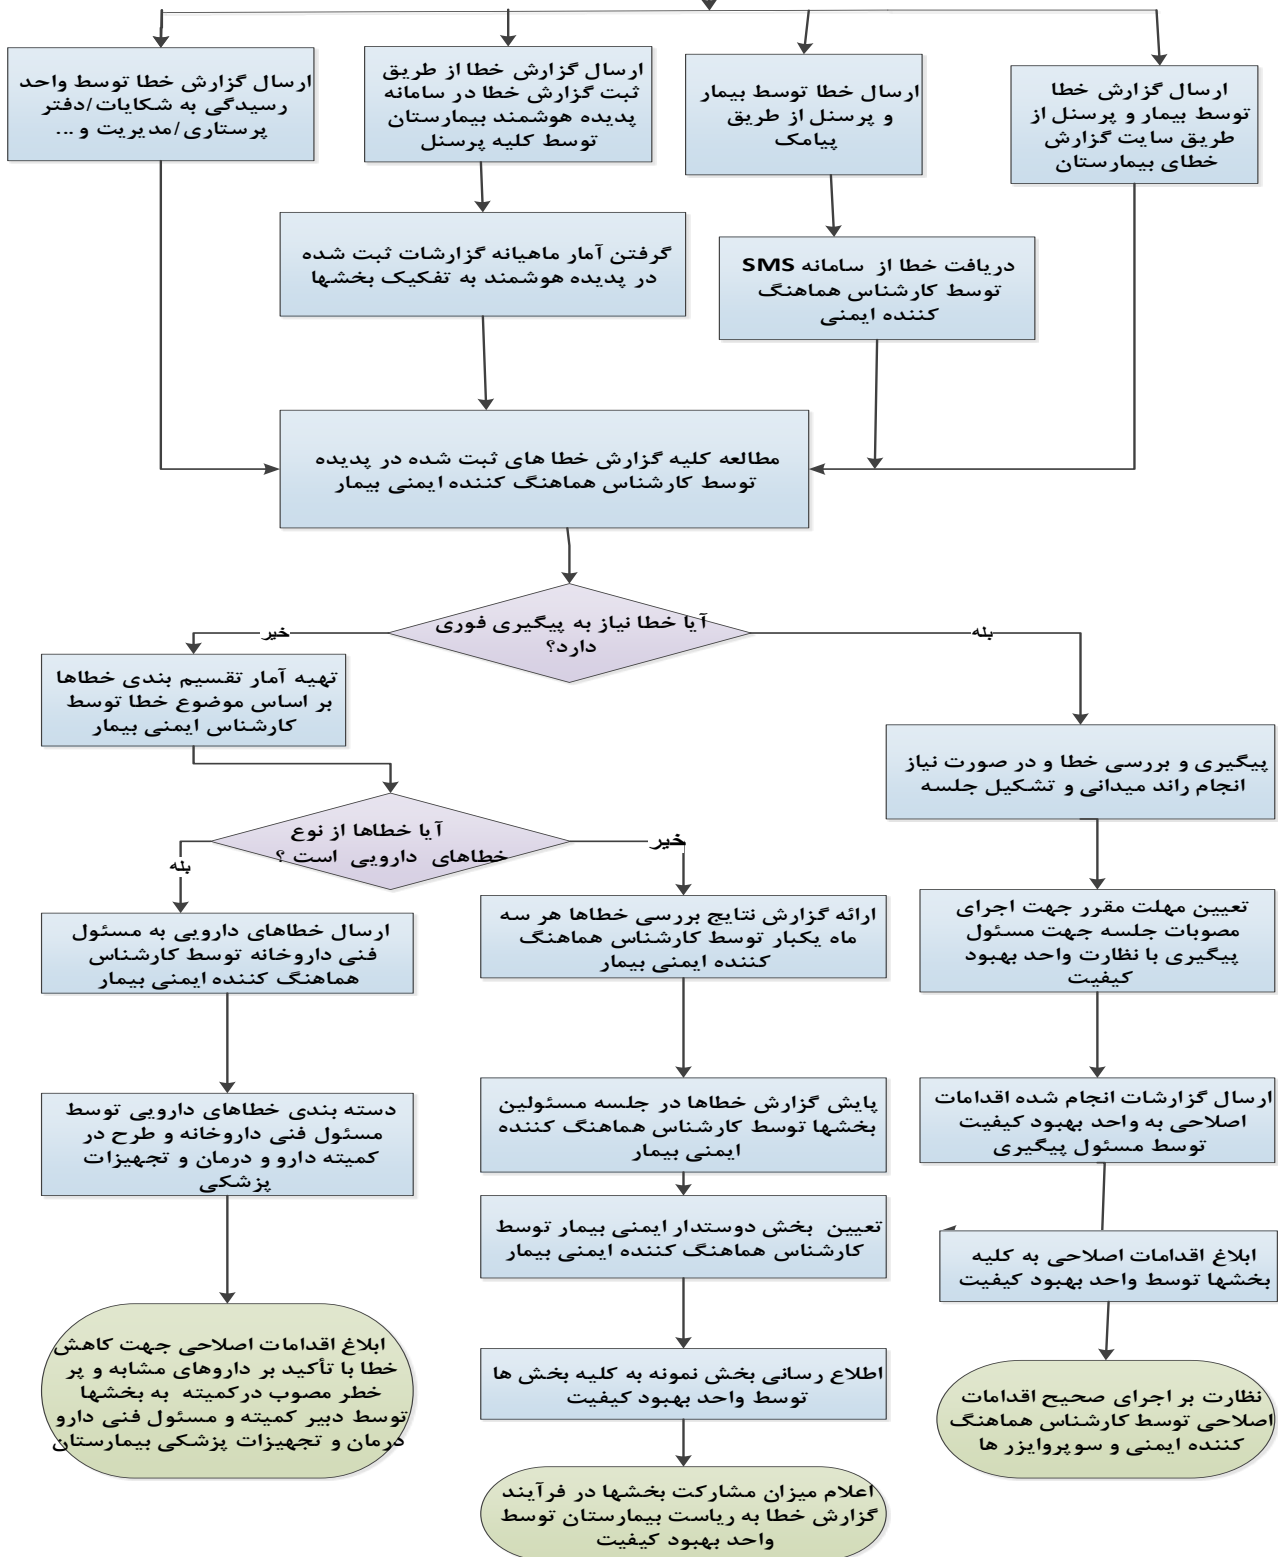 ارسال گزارش خطا
توسط بیمار و پرسنل از
طریق سایت گزارش
خطای بیمارستان
ارسال خطا توسط بیمار
و پرسنل از طریق
پیامک
ارسال گزارش خطا از طریق
ثبت گزارش خطا در سامانه
پدیده هوشمند بیمارستان
توسط کلیه پرسنل
ارسال گزارش خطا توسط واحد
رسیدگی به شکایات/دفتر
پرستاری/مدیریت و ...
دریافت خطا از سامانه SMS
توسط کارشناس هماهنگ
کننده ایمنی
گرفتن آمار ماهیانه گزارشات ثبت شده
در پدیده هوشمند به تفکیک بخشها
مطالعه کلیه گزارش خطا های ثبت شده در پدیده
توسط کارشناس هماهنگ کننده ایمنی بیمار
آیا خطا نیاز به پیگیری فوری
دارد؟
بله
خیر
تهیه آمار تقسیم بندی خطاها
بر اساس موضوع خطا توسط
کارشناس ایمنی بیمار
پیگیری و بررسی خطا و در صورت نیاز
انجام راند میدانی و تشکیل جلسه
آیا خطاها از نوع
خطاهای دارویی است ؟
خیر
بله
تعیین مهلت مقرر جهت اجرای
مصوبات جلسه جهت مسئول
پیگیری با نظارت واحد بهبود
کیفیت
ارائه گزارش نتایج بررسی خطاها هر سه
ماه یکبار توسط کارشناس هماهنگ
کننده ایمنی بیمار
ارسال خطاهای دارویی به مسئول
فنی داروخانه توسط کارشناس
هماهنگ کننده ایمنی بیمار
ارسال گزارشات انجام شده اقدامات
اصلاحی به واحد بهبود کیفیت
توسط مسئول پیگیری
پایش گزارش خطاها در جلسه مسئولین
بخشها توسط کارشناس هماهنگ کننده
ایمنی بیمار
دسته بندی خطاهای دارویی توسط
مسئول فنی داروخانه و طرح در
کمیته دارو و درمان و تجهیزات
پزشکی
تعیین بخش دوستدار ایمنی بیمار توسط
کارشناس هماهنگ کننده ایمنی بیمار
ابلاغ اقدامات اصلاحی به کلیه
بخشها توسط واحد بهبود کیفیت
ابلاغ اقدامات اصلاحی جهت کاهش
خطا با تأکید بر داروهای مشابه و پر
خطر مصوب درکمیته به بخشها
توسط دبیر کمیته و مسئول فنی دارو
درمان و تجهیزات پزشکی بیمارستان
اطلاع رسانی بخش نمونه به کلیه بخش ها
توسط واحد بهبود کیفیت
نظارت بر اجرای صحیح اقدامات
اصلاحی توسط کارشناس هماهنگ
کننده ایمنی و سوپروایزر ها
اعلام میزان مشارکت بخشها در فرآیند
گزارش خطا به ریاست بیمارستان توسط
واحد بهبود کیفیت